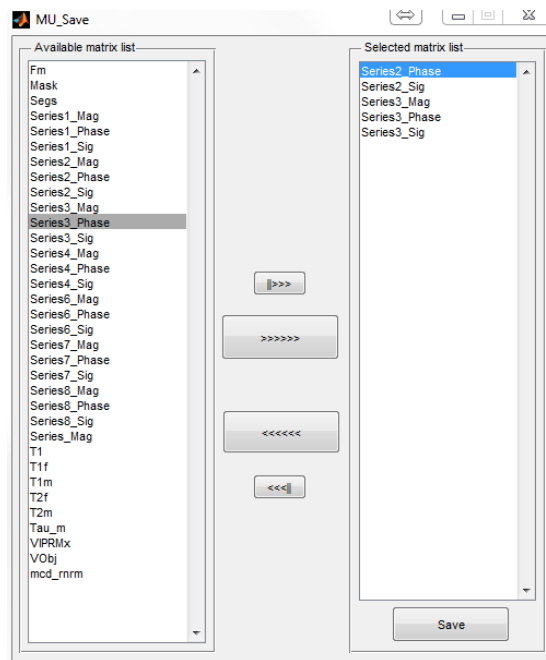 MU_Save
Available matrix list
Fm
Mask
Segs
Series1_Mag
Series1_Phase
Series1_Sig
Series2_Mag
Series2_Phase
Series2_Sig
Series3_Mag
Series3_Phase
Series3_Sig
Series4_Mag
Series4_Phase
Series4_Sig
Series6_Mag
Series6_Phase
Series6_Sig
Series7_Mag
Series7_Phase
Series7_Sig
Series8_Mag
Series8_Phase
Series8_Sig
Series_Mag
T1
T1f
T1m
T2f
T2m
Tau_m
VIPRMx
VObj
mcd_rnrm
||>>>
>>>>>>
<<<<<<
<<<||
Selected matrix list
Series2_Phase
Series2_Sig
Series3_Mag
Series3_Phase
Series3_Sig
Save